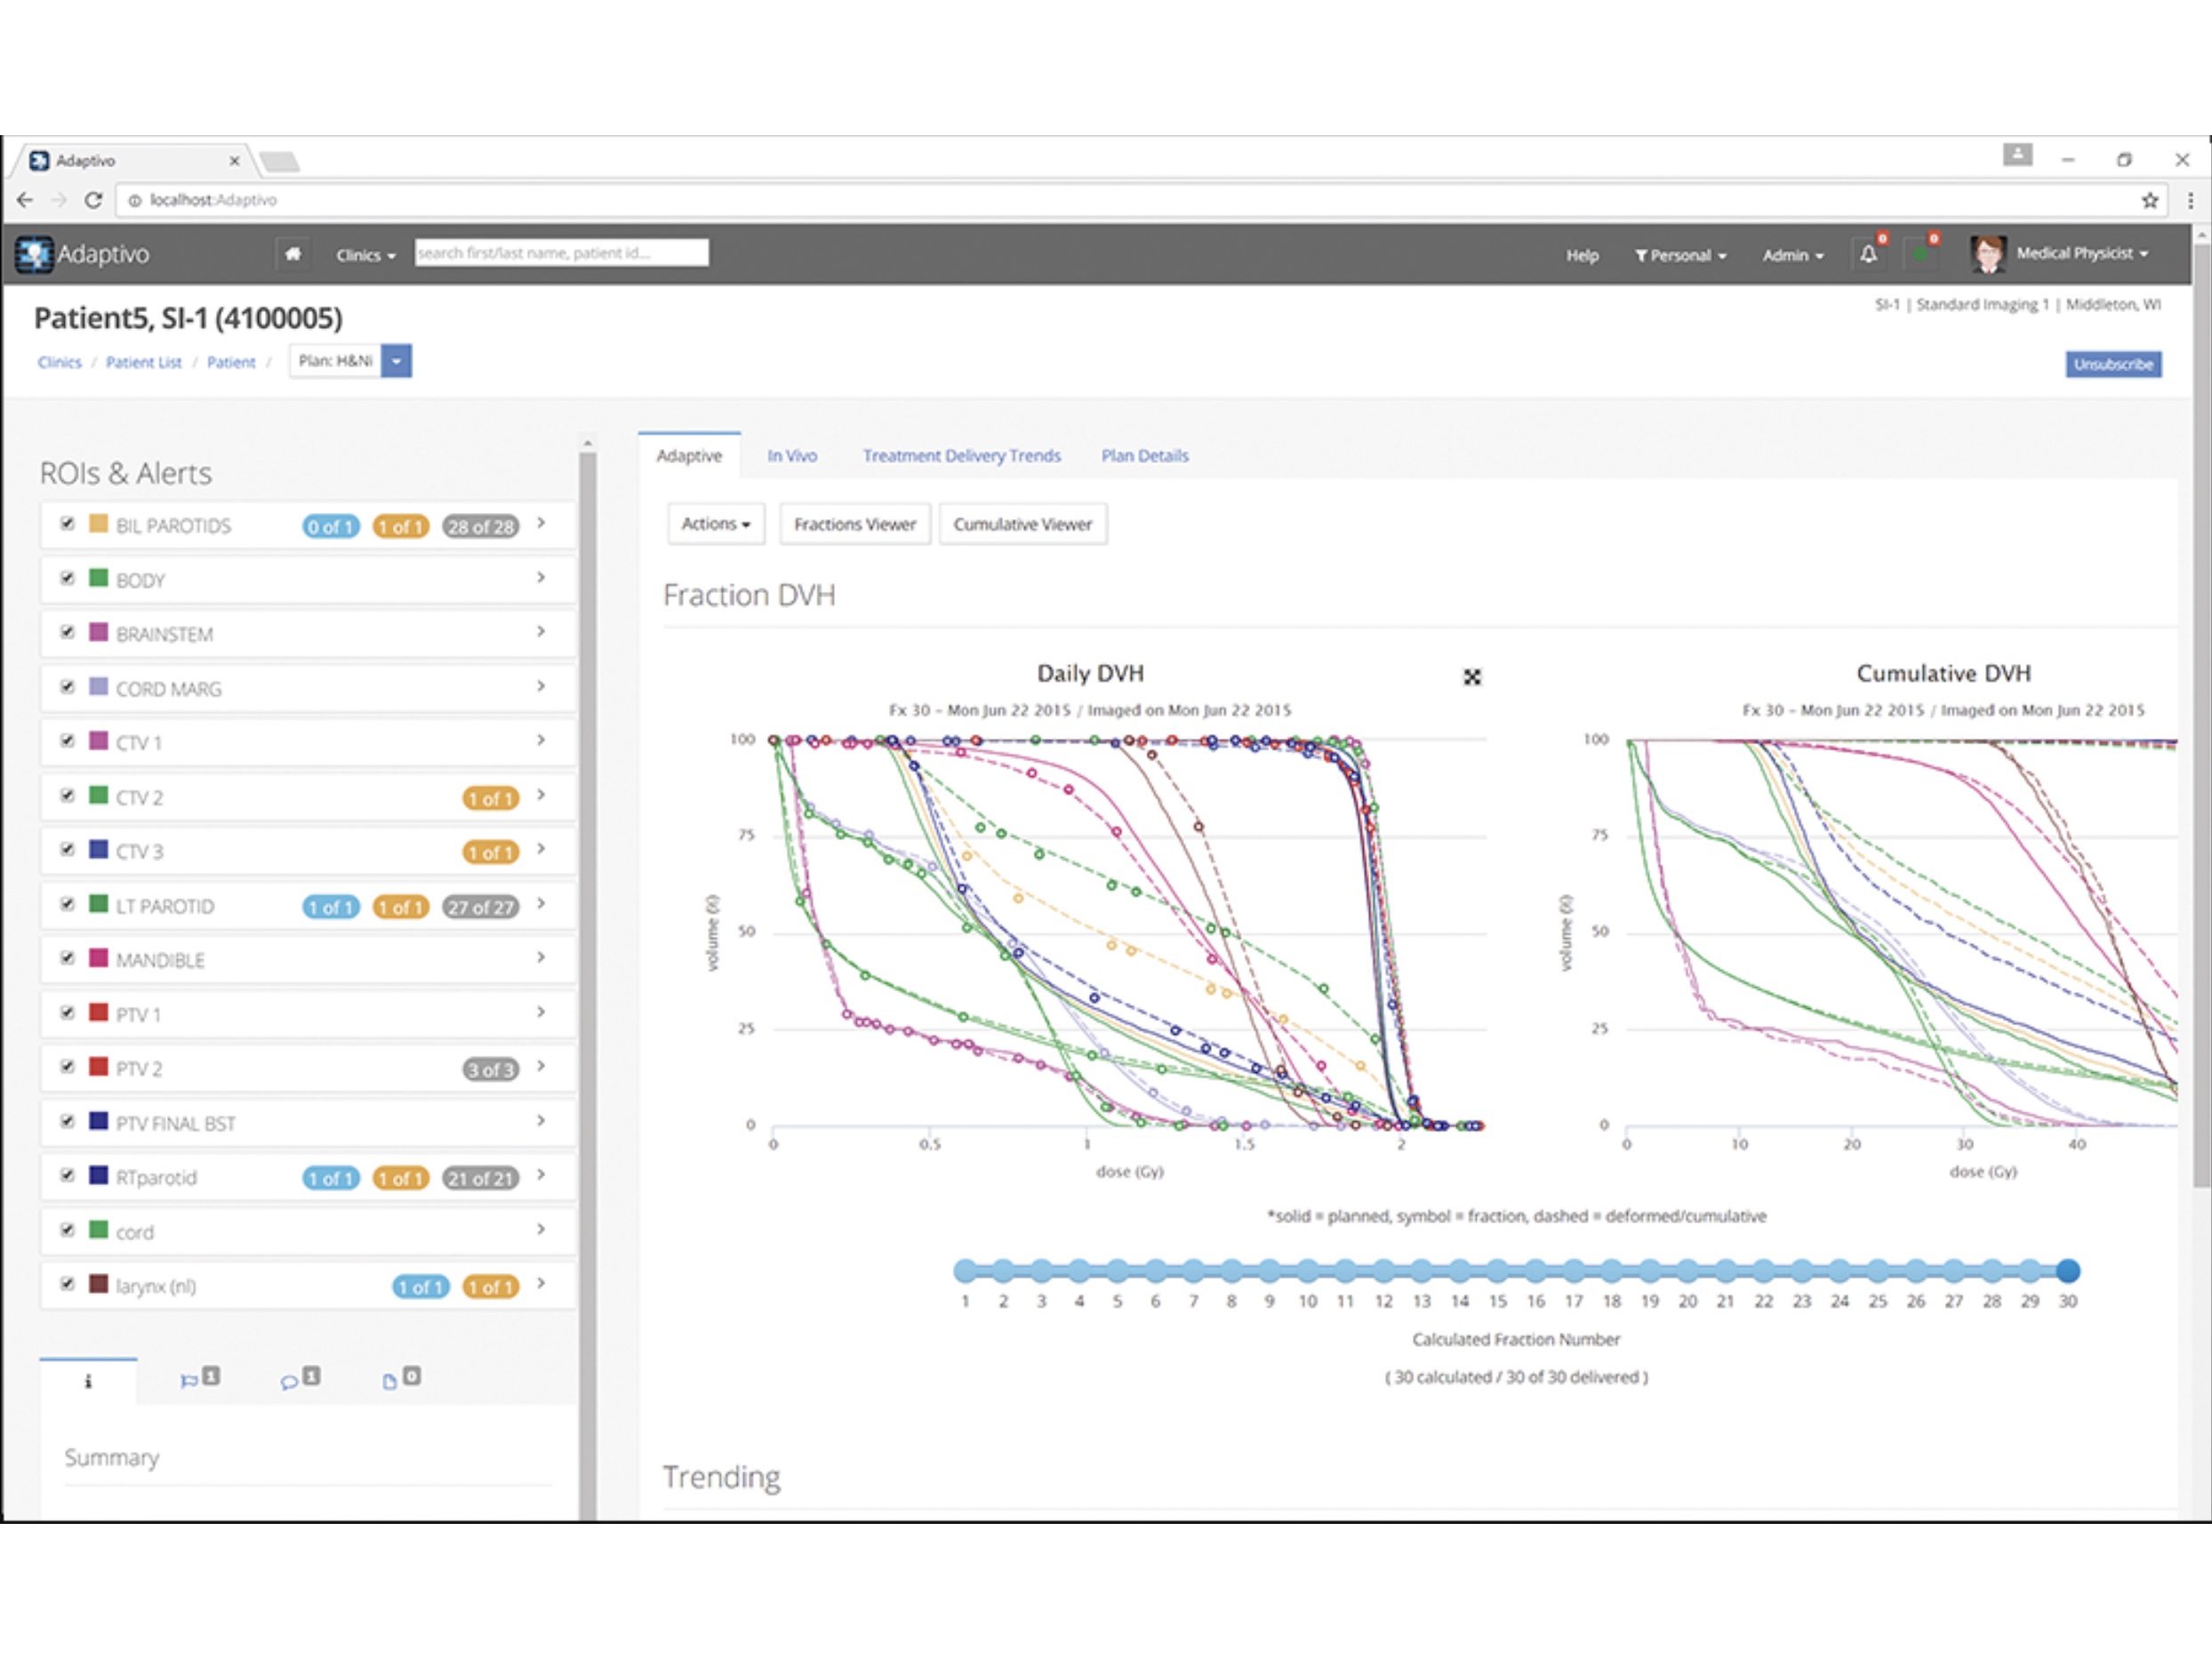 Adaptivo
localhost:Adaptivo
Adaptivo Clinics search first/last name, patient id... Help Personal Admin 0 0 Medical Physicist
Patient5, SI-1 (4100005)
SI-1 | Standard Imaging 1 | Middleton, WI
Clinics / Patient List / Patient / Plan: H&Ni
Unsubscribe
ROIs & Alerts
BIL PAROTIDS 0 of 1 1 of 1 28 of 28
BODY
BRAINSTEM
CORD MARG
CTV 1
CTV 2 1 of 1
CTV 3 1 of 1
LT PAROTID 1 of 1 1 of 1 27 of 27
MANDIBLE
PTV 1
PTV 2 3 of 3
PTV FINAL BST
RTparotid 1 of 1 1 of 1 21 of 21
cord
larynx (nl) 1 of 1 1 of 1
1 1 0
Summary
Adaptive In Vivo Treatment Delivery Trends Plan Details
Actions Fractions Viewer Cumulative Viewer
Fraction DVH
Daily DVH
Fx 30 - Mon Jun 22 2015 / Imaged on Mon Jun 22 2015
100
75
50
25
0
volume (%)
0 0.5 1 1.5 2
dose (Gy)
Cumulative DVH
Fx 30 - Mon Jun 22 2015 / Imaged on Mon Jun 22 2015
100
75
50
25
0
volume (%)
0 10 20 30 40
dose (Gy)
*solid = planned, symbol = fraction, dashed = deformed/cumulative
1 2 3 4 5 6 7 8 9 10 11 12 13 14 15 16 17 18 19 20 21 22 23 24 25 26 27 28 29 30
Calculated Fraction Number
( 30 calculated / 30 of 30 delivered )
Trending